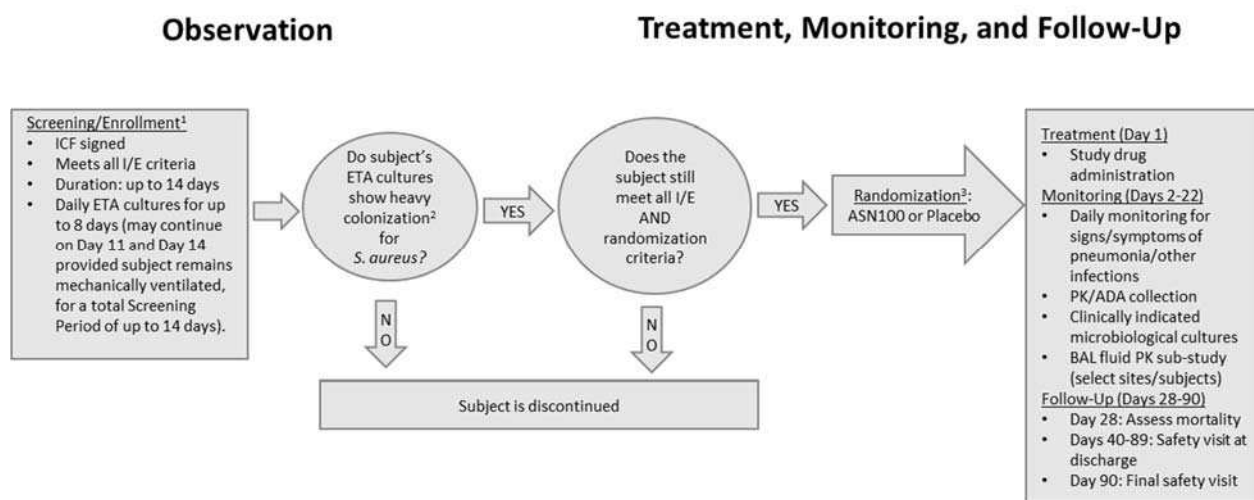 Observation
Treatment, Monitoring, and Follow-Up
Screening/Enrollment¹
• ICF signed
• Meets all I/E criteria
• Duration: up to 14 days
• Daily ETA cultures for up
to 8 days (may continue
on Day 11 and Day 14
provided subject remains
mechanically ventilated,
for a total Screening
Period of up to 14 days).
Do subject's
ETA cultures
show heavy
colonization²
for
S. aureus?
YES
NO
Does the
subject still
meet all I/E
AND
randomization
criteria?
YES
NO
Subject is discontinued
Randomization³:
ASN100 or Placebo
Treatment (Day 1)
• Study drug
administration
Monitoring (Days 2-22)
• Daily monitoring for
signs/symptoms of
pneumonia/other
infections
• PK/ADA collection
• Clinically indicated
microbiological cultures
• BAL fluid PK sub-study
(select sites/subjects)
Follow-Up (Days 28-90)
• Day 28: Assess mortality
• Days 40-89: Safety visit at
discharge
• Day 90: Final safety visit